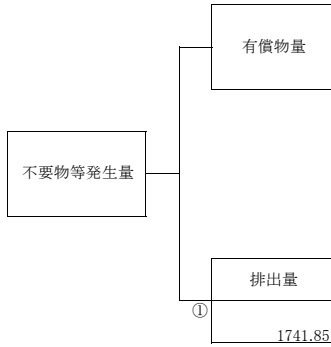 有償物量
不要物等発生量
排出量
①
1741.85